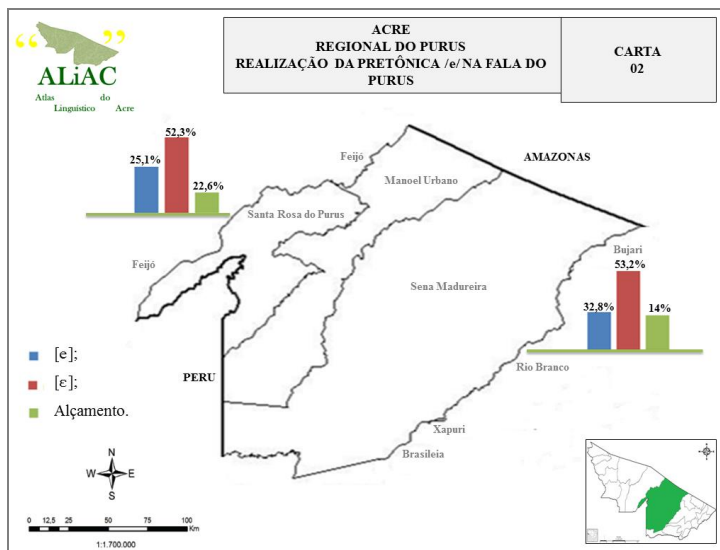 “ ”
ALiAC
Atlas do
Linguístico Acre
ACRE
REGIONAL DO PURUS
REALIZAÇÃO DA PRETÔNICA /e/ NA FALA DO
PURUS
CARTA
02
25,1%
52,3%
22,6%
Feijó
AMAZONAS
Manoel Urbano
Santa Rosa do Purus
Feijó
Bujari
Sena Madureira
32,8%
53,2%
14%
[e];
[ɛ];
Alçamento.
PERU
Rio Branco
Xapuri
Brasileia
N
W E
S
0 12,5 25 50 75 100
Km
1:1.700.000